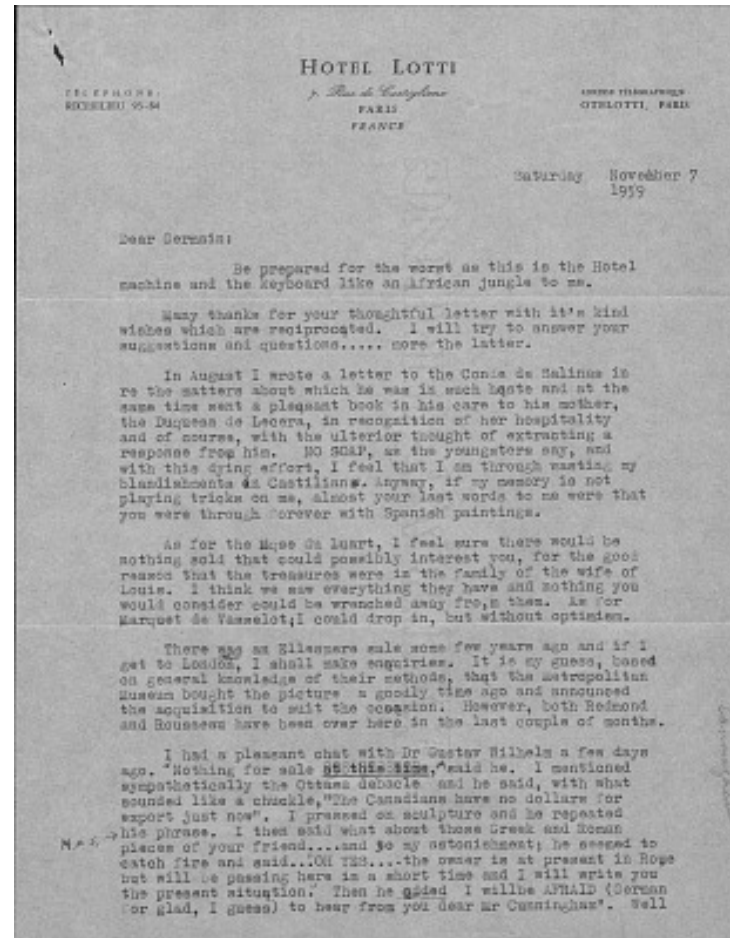 HOTEL LOTTI
7, Rue de Castiglione
TÉLÉPHONE:
RICHELIEU 95-84
PARIS
OTELOTTI, PARIS
FRANCE
Saturday November 7
1959
Dear Germain:
Be prepared for the worst as this is the Hotel
machine and the keyboard like an African jungle to me.
Many thanks for your thoughtful letter with it's kind
wishes which are reciprocated. I will try to answer your
suggestions and questions..... more the latter.
In August I wrote a letter to the Conde de Salinas in
re the matters about which he was in such haste and at the
same time sent a pleasant book in his care to his mother,
the Duquesa de Lecera, in recognition of her hospitality
and of course, with the ulterior thought of extracting a
response from him. NO SOAP, as the youngsters say, and
with this dying effort, I feel that I am through wasting my
blandishments on Castilians. Anyway, if my memory is not
playing tricks on me, almost your last words to me were that
you were through forever with Spanish paintings.
As for the Mqse de Luart, I feel sure there would be
nothing sold that could possibly interest you, for the good
reason that the treasures were in the family of the wife of
Louis. I think we saw everything they have and nothing you
would consider could be wranched away fro,m them. As for
Marquet de Vasselot,I could drop in, but without optimism.
There was an Ellesmere sale some few years ago and if I
get to London, I shall make enquiries. It is my guess, based
on general knowledge of their methods, that the Metropolitan
Museum bought the picture a goodly time ago and announced
the acquisition to suit the occasion. However, both Redmond
and Rousseau have been over here in the last couple of months.
I had a pleasant chat with Dr Gustav Wilhelm a few days
ago. "Nothing for sale at this time," said he. I mentioned
sympathetically the Ottawa debacle and he said, with what
sounded like a chuckle,"The Canadians have no dollars for
export just now". I pressed on sculpture and he repeated
his phrase. I then said what about those Greek and Roman
pieces of your friend....and to my astonishment; he seemed to
catch fire and said..."OH YES....the owner is at present in Rome
but will be passing here in a short time and I will write you
the present situation." Then he added I willbe AFRAID (German
for glad, I guess) to hear from you dear Mr Cunningham". Well